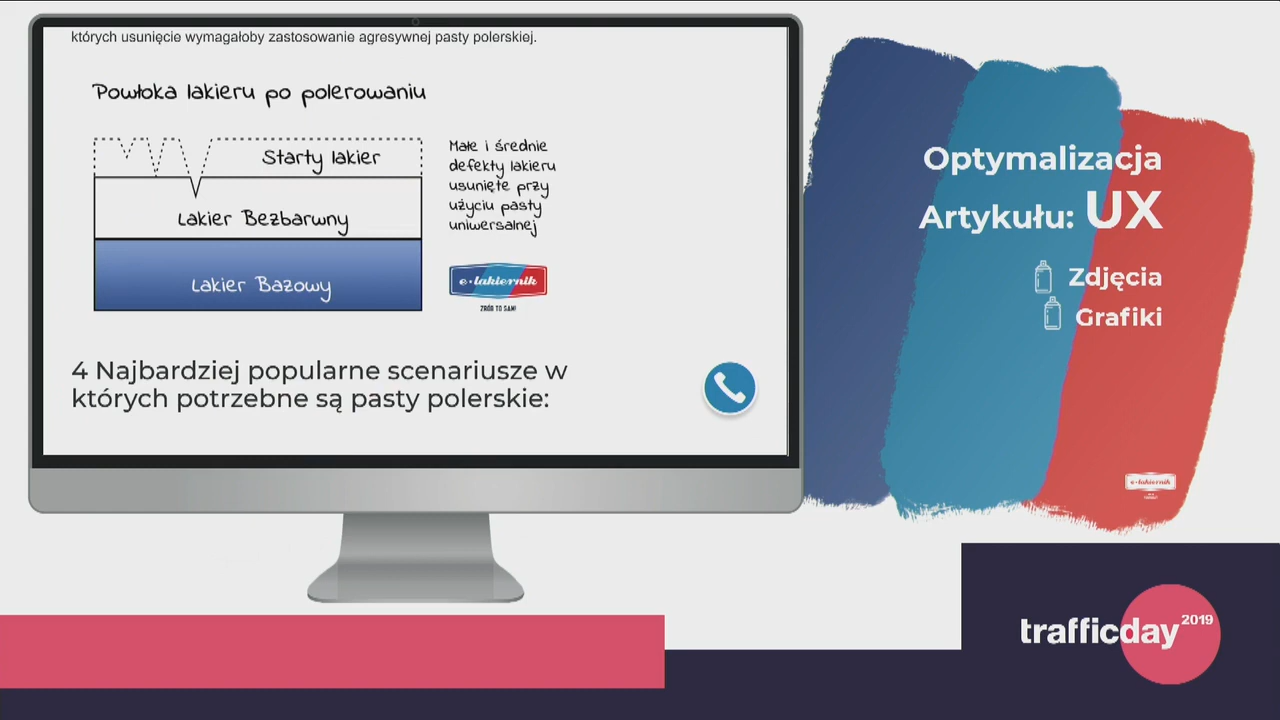 których usunięcie wymagałoby zastosowanie agresywnej pasty polerskiej.
Powłoka lakieru po polerowaniu
Starty lakier
Lakier Bezbarwny
Lakier Bazowy
Małe i średnie
defekty lakieru
usunięte przy
użyciu pasty
uniwersalnej
e-lakiernik
ZRÓB TO SAM!
4 Najbardziej popularne scenariusze w
których potrzebne są pasty polerskie:
Optymalizacja
Artykułu: UX
Zdjęcia
Grafiki
e-lakiernik
trafficday 2019